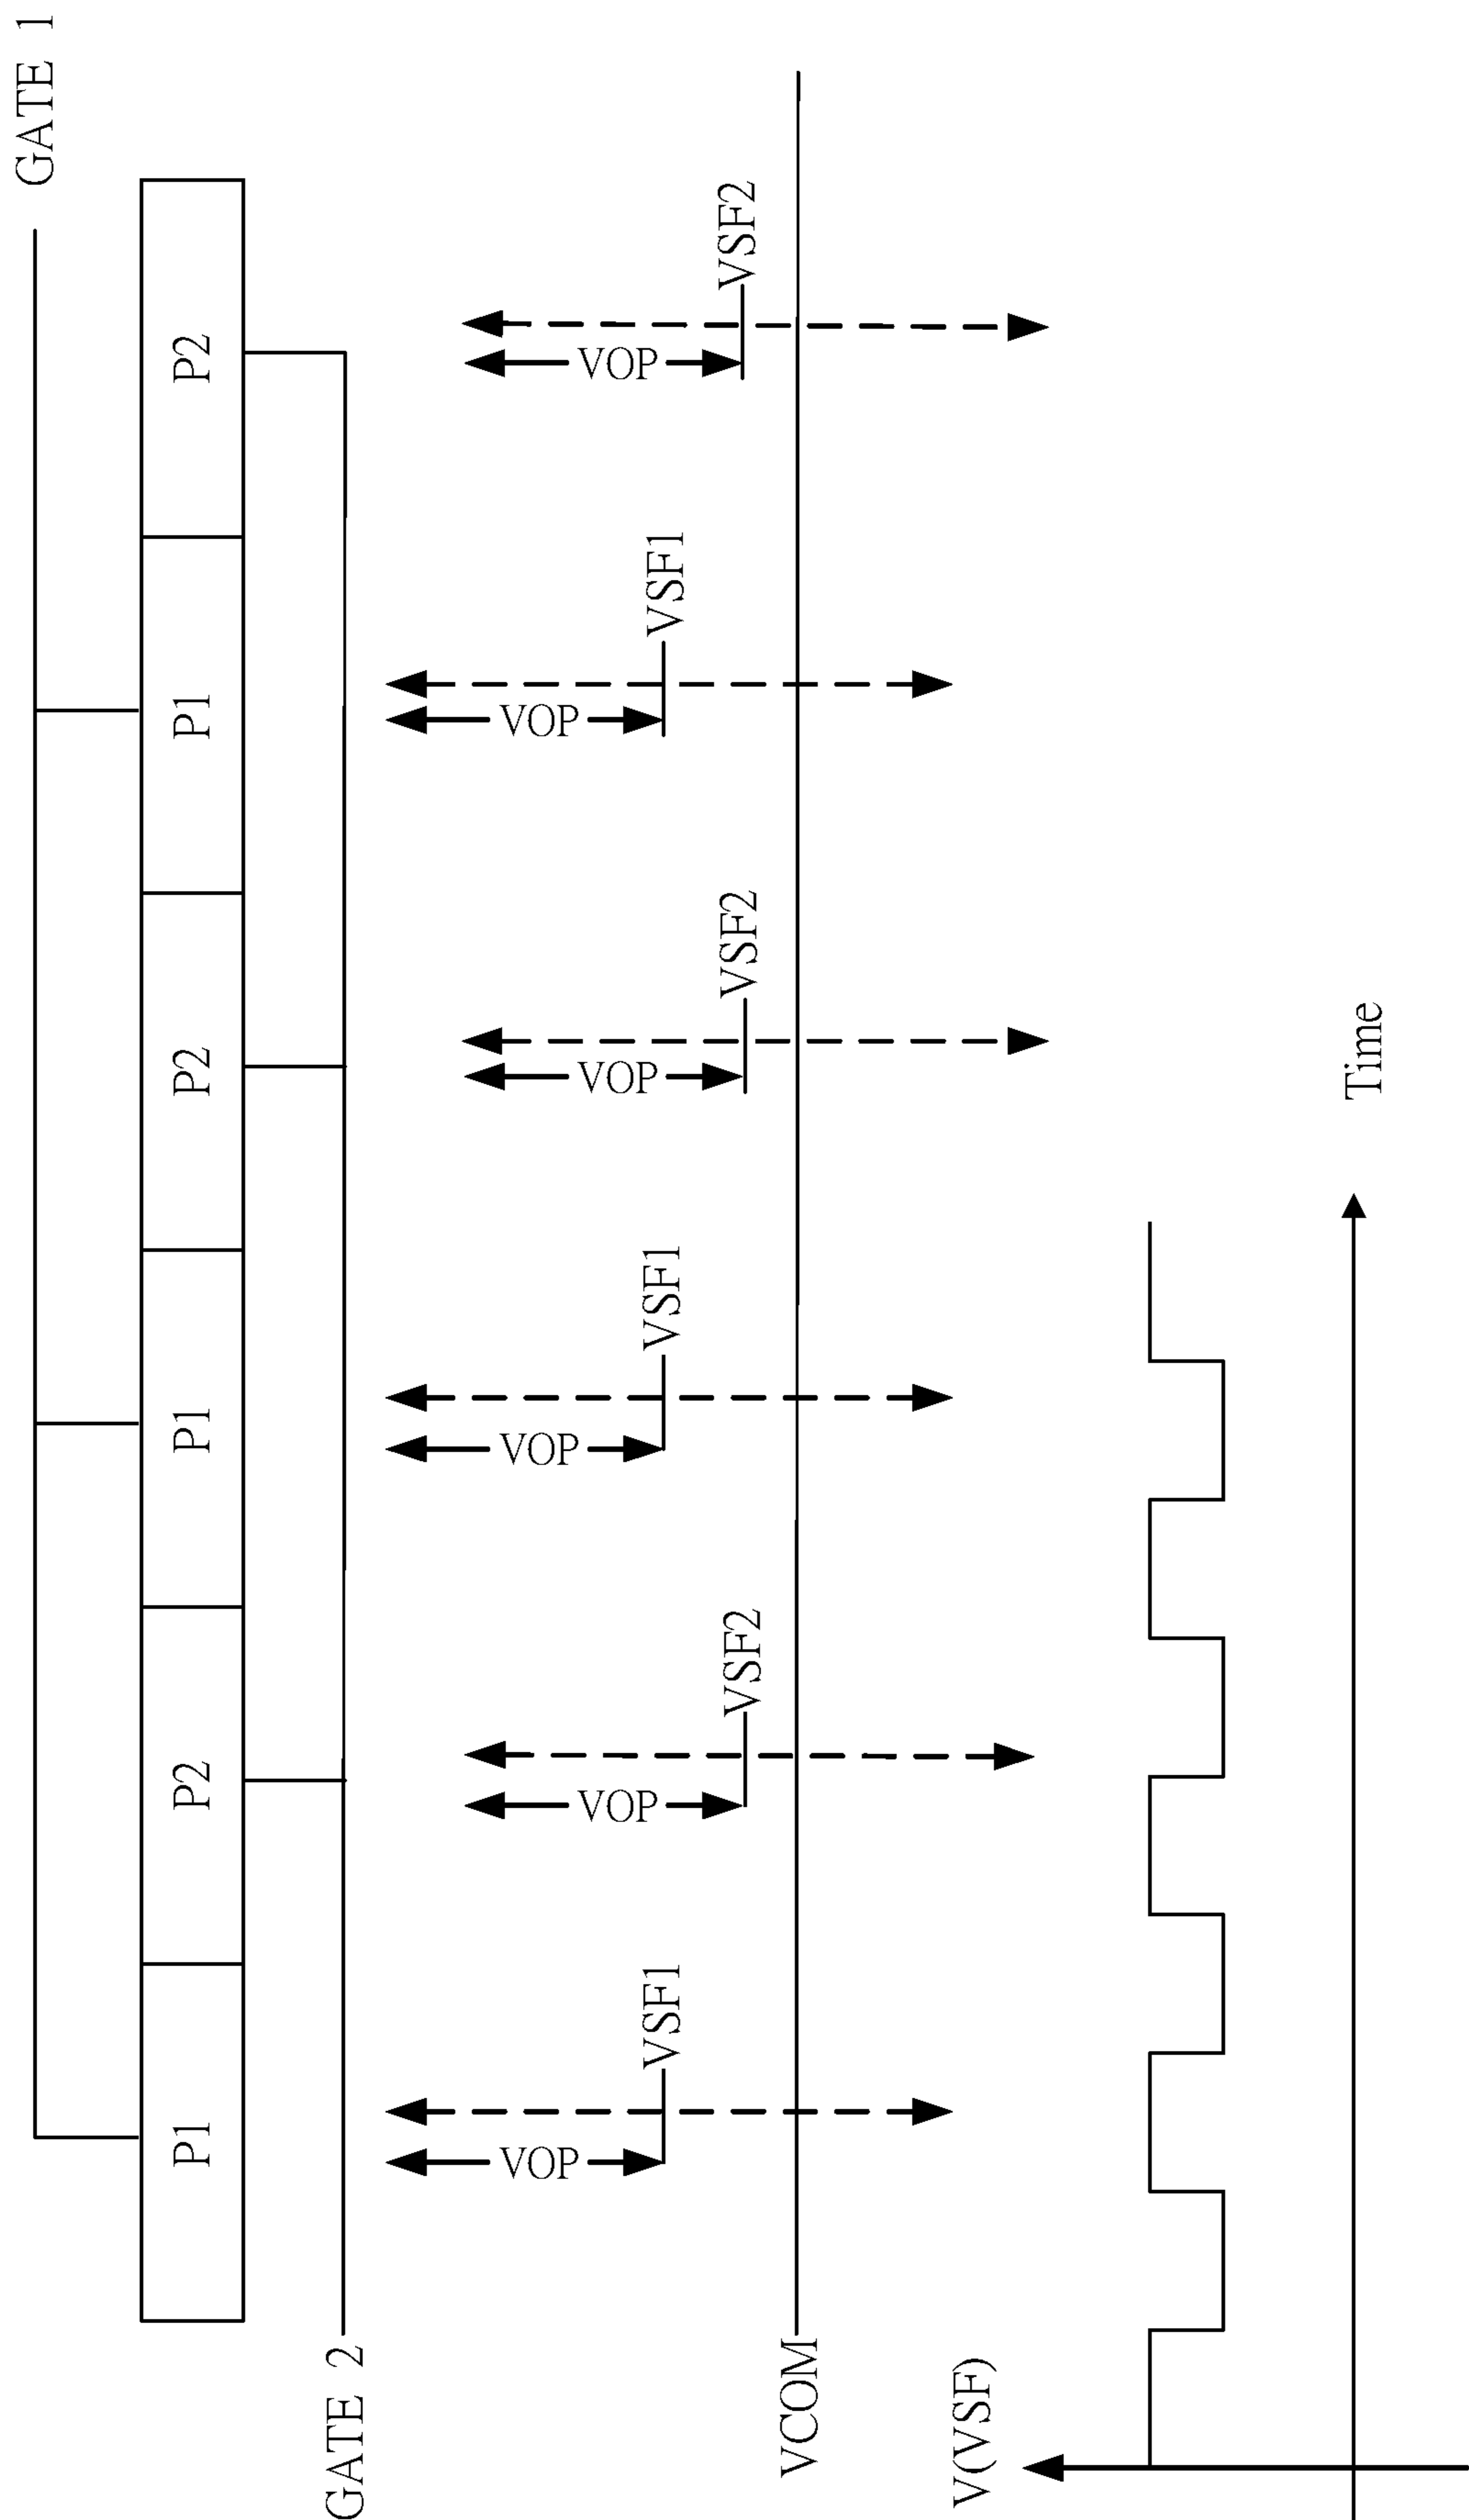 GATE 1
P1 P2 P1 P2 P1 P2
GATE 2
VOP VOP VOP
VOP VOP VOP
VSF1 VSF1 VSF1
VSF2 VSF2 VSF2
VCOM
V(VSF)
Time